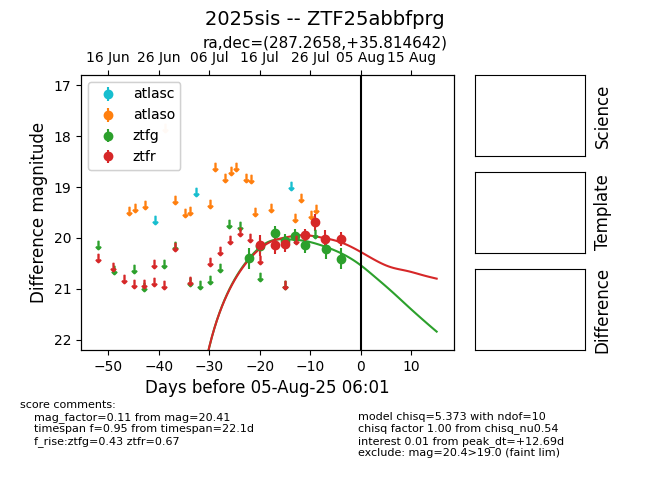 2025sis -- ZTF25abbfprg
ra,dec=(287.2658,+35.814642)
16 Jun 26 Jun 06 Jul 16 Jul 26 Jul 05 Aug 15 Aug
atlasc
atlaso
ztfg
ztfr
17
18
19
20
21
22
Difference magnitude
−50 −40 −30 −20 −10 0 10
Days before 05-Aug-25 06:01
Science
Template
Difference
score comments:
mag_factor=0.11 from mag=20.41
timespan f=0.95 from timespan=22.1d
f_rise:ztfg=0.43 ztfr=0.67
model chisq=5.373 with ndof=10
chisq factor 1.00 from chisq_nu0.54
interest 0.01 from peak_dt=+12.69d
exclude: mag=20.4>19.0 (faint lim)